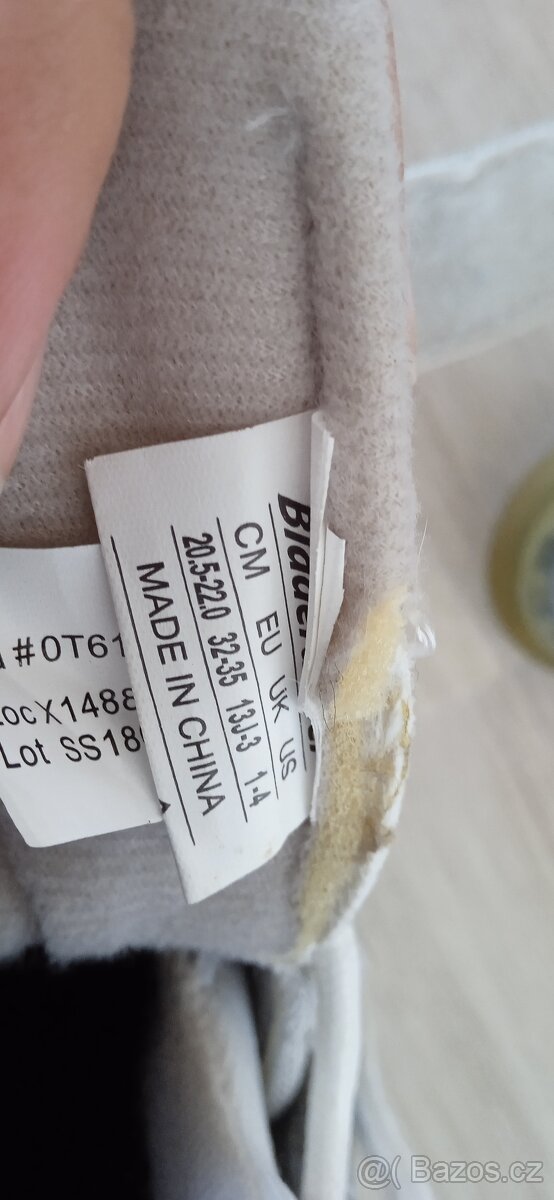 CM EU UK US
20.5-22.0 32-35 13J-3 1-4
MADE IN CHINA
#0T61
Lot SS18
@( Bazos.cz